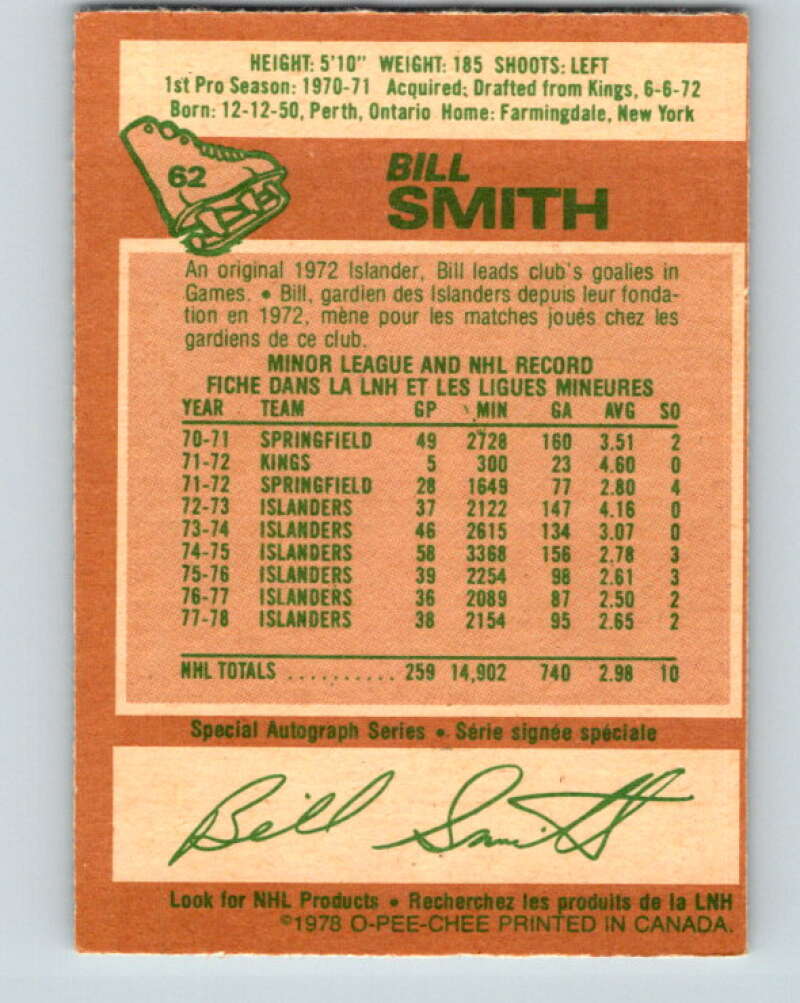 HEIGHT: 5'10" WEIGHT: 185 SHOOTS: LEFT
1st Pro Season: 1970-71 Acquired: Drafted from Kings, 6-6-72
Born: 12-12-50, Perth, Ontario Home: Farmingdale, New York
62
BILL
SMITH
An original 1972 Islander, Bill leads club's goalies in
Games. • Bill, gardien des Islanders depuis leur fonda-
tion en 1972, mène pour les matches joués chez les
gardiens de ce club.
MINOR LEAGUE AND NHL RECORD
FICHE DANS LA LNH ET LES LIGUES MINEURES
YEAR TEAM GP MIN GA AVG SO
70-71 SPRINGFIELD 49 2728 160 3.51 2
71-72 KINGS 5 300 23 4.60 0
71-72 SPRINGFIELD 28 1649 77 2.80 4
72-73 ISLANDERS 37 2122 147 4.16 0
73-74 ISLANDERS 46 2615 134 3.07 0
74-75 ISLANDERS 58 3368 156 2.78 3
75-76 ISLANDERS 39 2254 98 2.61 3
76-77 ISLANDERS 36 2089 87 2.50 2
77-78 ISLANDERS 38 2154 95 2.65 2
NHL TOTALS .......... 259 14,902 740 2.98 10
Special Autograph Series • Série signée spéciale
Bill Smith
Look for NHL Products • Recherchez les produits de la LNH
©1978 O-PEE-CHEE PRINTED IN CANADA.